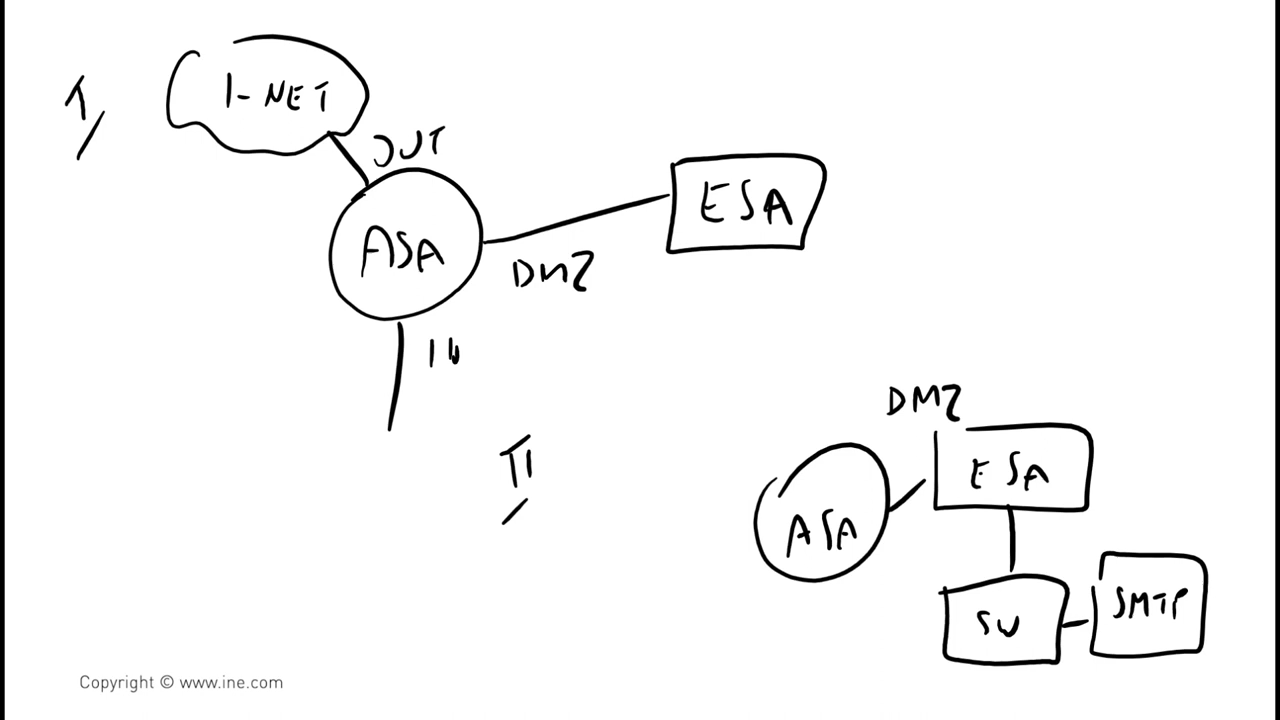 I-NET
OUT
ASA
ESA
DMZ
IN
DMZ
ESA
ASA
SW
SMTP
Copyright © www.ine.com